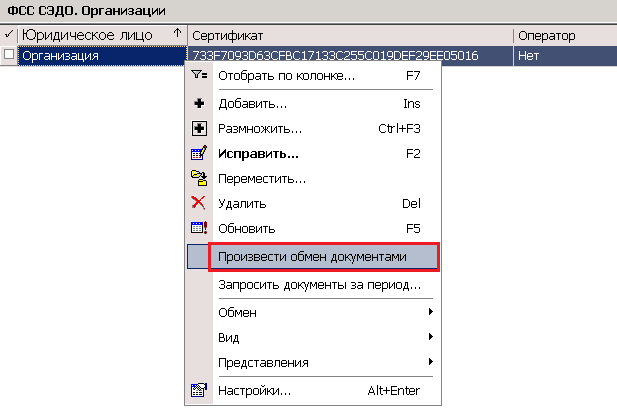 ФСС СЭДО. Организации
✓ Юридическое лицо ↑ Сертификат Оператор
Организация 733F7093D63CFBC17133C255C019DEF29EE05016 Нет
Отобрать по колонке... F7
Добавить... Ins
Размножить... Ctrl+F3
Исправить... F2
Переместить...
Удалить Del
Обновить F5
Произвести обмен документами
Запросить документы за период...
Обмен
Вид
Представления
Настройки... Alt+Enter